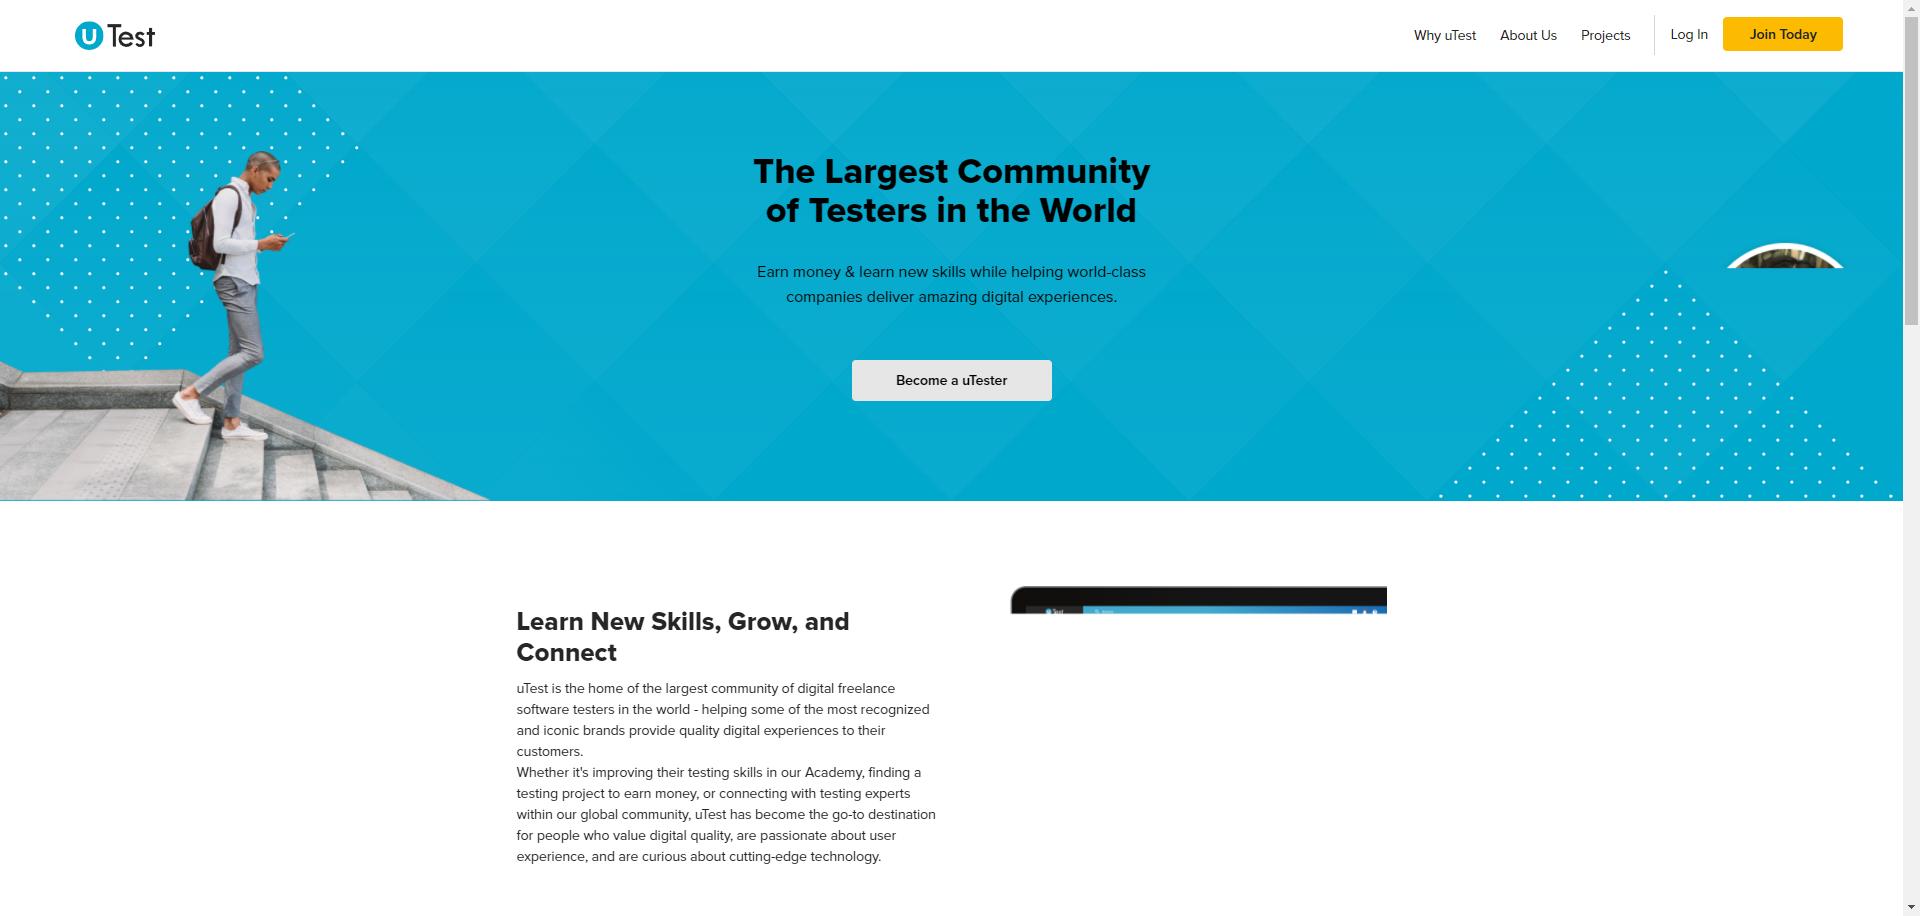 uTest
Why uTest
About Us
Projects
Log In
Join Today
The Largest Community
of Testers in the World
Earn money & learn new skills while helping world-class
companies deliver amazing digital experiences.
Become a uTester
Learn New Skills, Grow, and
Connect
uTest is the home of the largest community of digital freelance
software testers in the world - helping some of the most recognized
and iconic brands provide quality digital experiences to their
customers.
Whether it's improving their testing skills in our Academy, finding a
testing project to earn money, or connecting with testing experts
within our global community, uTest has become the go-to destination
for people who value digital quality, are passionate about user
experience, and are curious about cutting-edge technology.